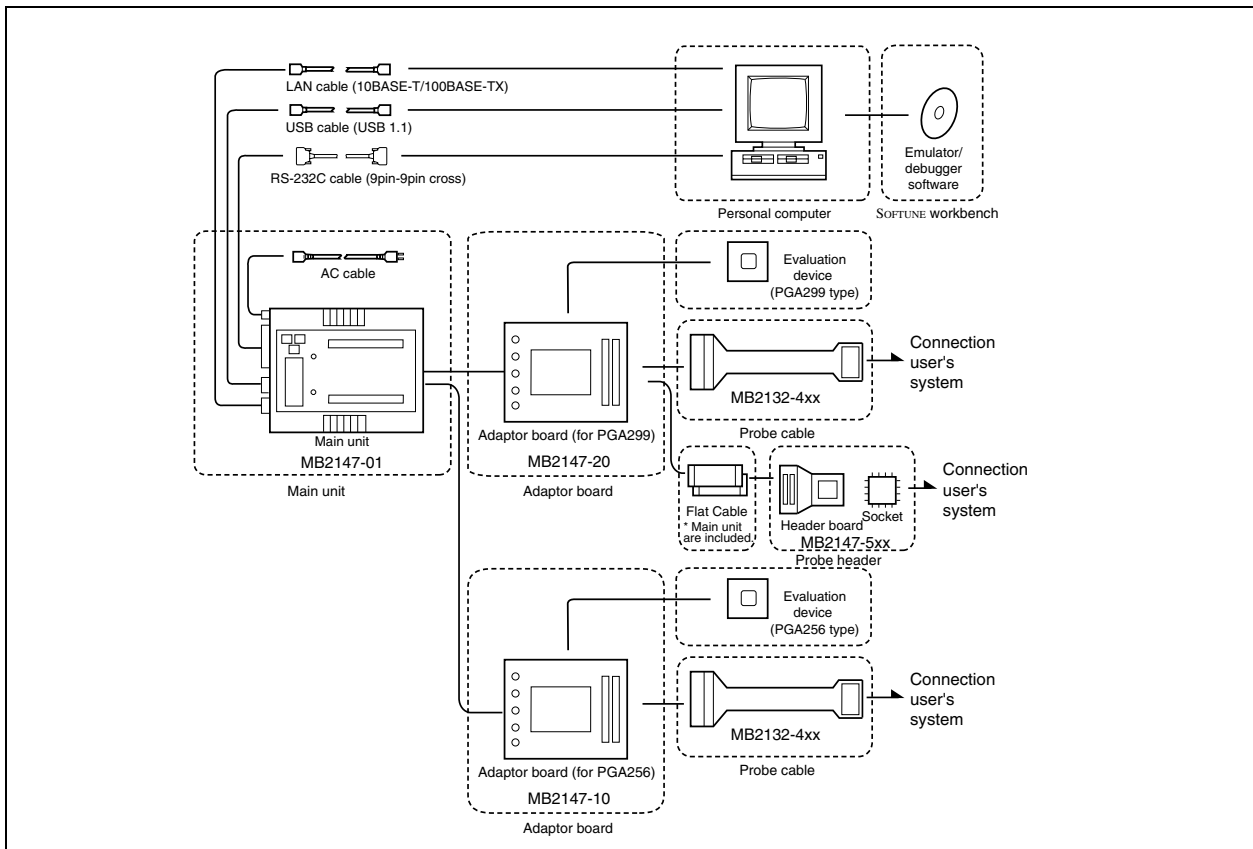 LAN cable (10BASE-T/100BASE-TX)
USB cable (USB 1.1)
RS-232C cable (9pin-9pin cross)
Personal computer
Emulator/
debugger
software
SOFTUNE workbench
AC cable
Main unit
MB2147-01
Main unit
Adaptor board (for PGA299)
MB2147-20
Adaptor board
Evaluation
device
(PGA299 type)
MB2132-4xx
Probe cable
Connection
user's
system
Flat Cable
* Main unit
are included.
Header board
Socket
MB2147-5xx
Probe header
Connection
user's
system
Adaptor board (for PGA256)
MB2147-10
Adaptor board
Evaluation
device
(PGA256 type)
MB2132-4xx
Probe cable
Connection
user's
system